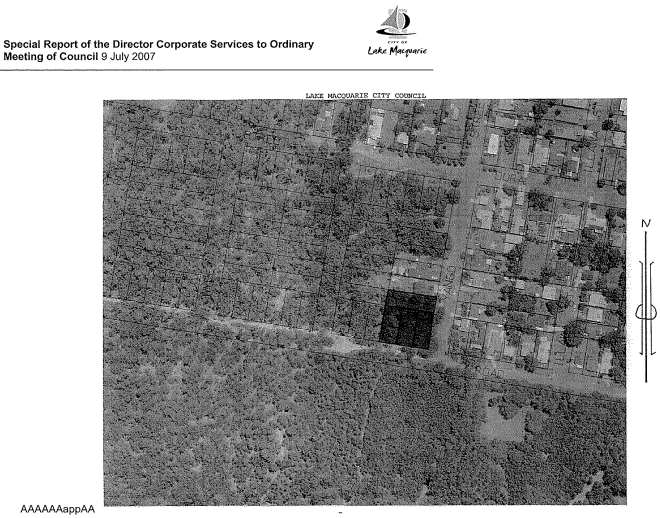 Special Report of the Director Corporate Services to Ordinary
Meeting of Council 9 July 2007
CITY OF
Lake Macquarie
LAKE MACQUARIE CITY COUNCIL
N
AAAAAAappAA